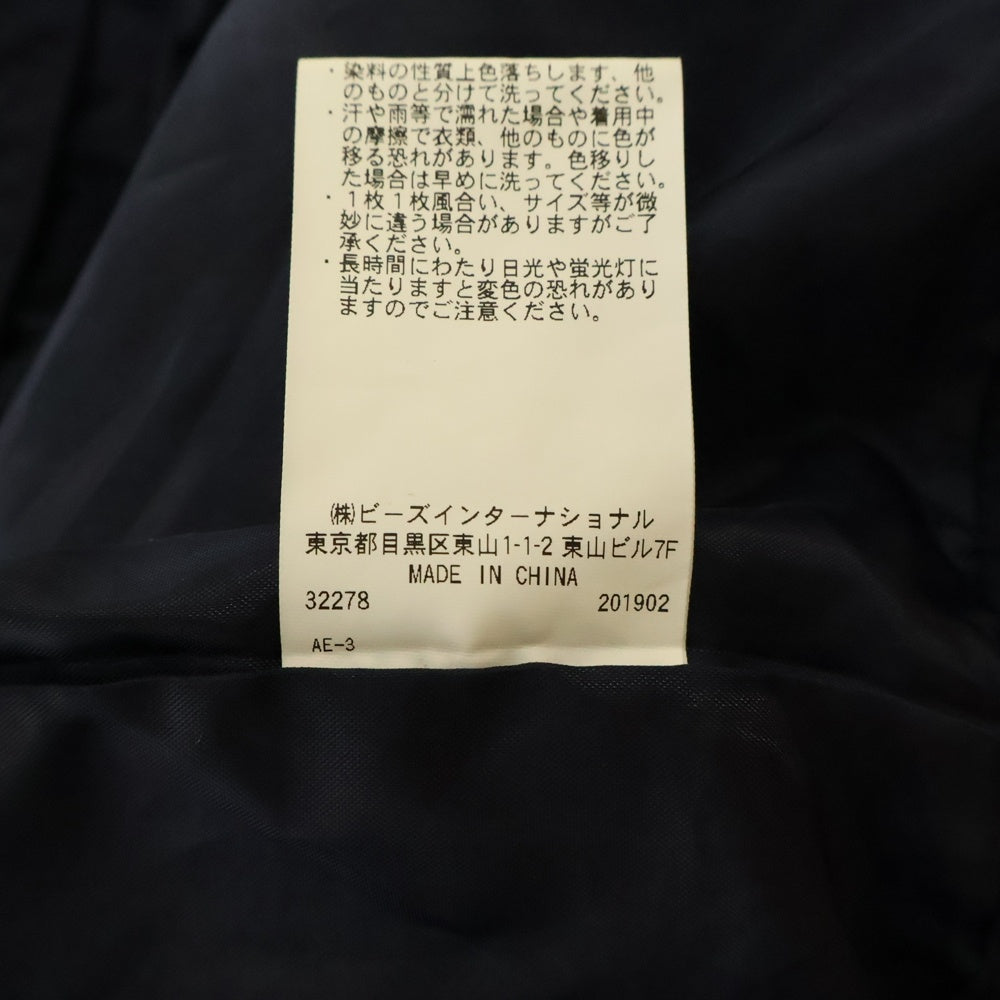 ・染料の性質上色落ちします、他
のものと分けて洗ってください。
・汗や雨等で濡れた場合や着用中
の摩擦で衣類、他のものに色が
移る恐れがあります。色移りし
た場合は早めに洗ってください。
・1枚1枚風合い、サイズ等が微
妙に違う場合がありますがご了
承ください。
・長時間にわたり日光や蛍光灯に
当たりますと変色の恐れがあり
ますのでご注意ください。
㈱ビーズインターナショナル
東京都目黒区東山1-1-2 東山ビル7F
MADE IN CHINA
32278 201902
AE-3